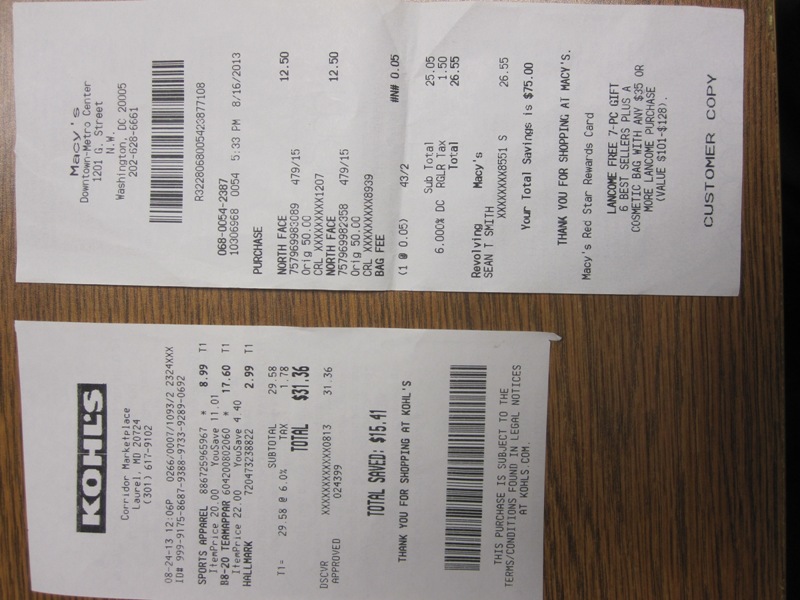 Macy's
Downtown-Metro Center
1201 G. Street
N.W.
Washington, DC 20005
202-628-6661
R3228068005423877108
068-0054-2387
10306968 0054 5:33 PM 8/16/2013
PURCHASE
NORTH FACE
757969983089 479/15 12.50
Orig 50.00
CRL XXXXXXXXX1207
NORTH FACE
757969982358 479/15 12.50
Orig 50.00
CRL XXXXXXXXX8939
BAG FEE
(1 @ 0.05) 43/2 #N# 0.05
Sub Total 25.05
6.000% DC RGLR Tax 1.50
Total 26.55
Revolving Macy's
SEAN T SMITH
XXXXXXXX8551 S 26.55
Your Total Savings is $75.00
THANK YOU FOR SHOPPING AT MACY'S.
Macy's Red Star Rewards Card
LANCOME FREE 7-PC GIFT
6 BEST SELLERS PLUS A
COSMETIC BAG WITH ANY $35 OR
MORE LANCOME PURCHASE
(VALUE $101-$128).
CUSTOMER COPY
KOHL'S
Corridor Marketplace
Laurel, MD 20724
(301) 617-9102
08-24-13 12:06P 0266/0007/1093/2 2324XXX
ID# 999-9175-8687-9388-9733-9289-0692
SPORTS APPAREL 886725965967 * 8.99 T1
ItemPrice 20.00 YouSave 11.01
B8-20 TEAMAPPAR 604200802060 * 17.60 T1
ItemPrice 22.00 YouSave 4.40
HALLMARK 720473238822 2.99 T1
SUBTOTAL 29.58
T1= 29.58 @ 6.0% TAX 1.78
TOTAL $31.36
DSCVR XXXXXXXXXXXX0813 31.36
APPROVED 024399
TOTAL SAVED: $15.41
THANK YOU FOR SHOPPING AT KOHL'S
THIS PURCHASE IS SUBJECT TO THE
TERMS/CONDITIONS FOUND IN LEGAL NOTICES
AT KOHLS.COM.